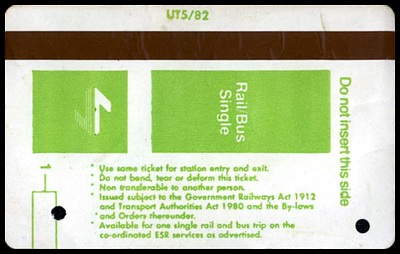 UT5/82
Rail/Bus
Single
Do not insert this side
1
* Use same ticket for station entry and exit.
* Do not bend, tear or deform this ticket.
* Non transferable to another person.
* Issued subject to the Government Railways Act 1912
and Transport Authorities Act 1980 and the By-laws
and Orders thereunder.
* Available for one single rail and bus trip on the
co-ordinated ESR services as advertised.